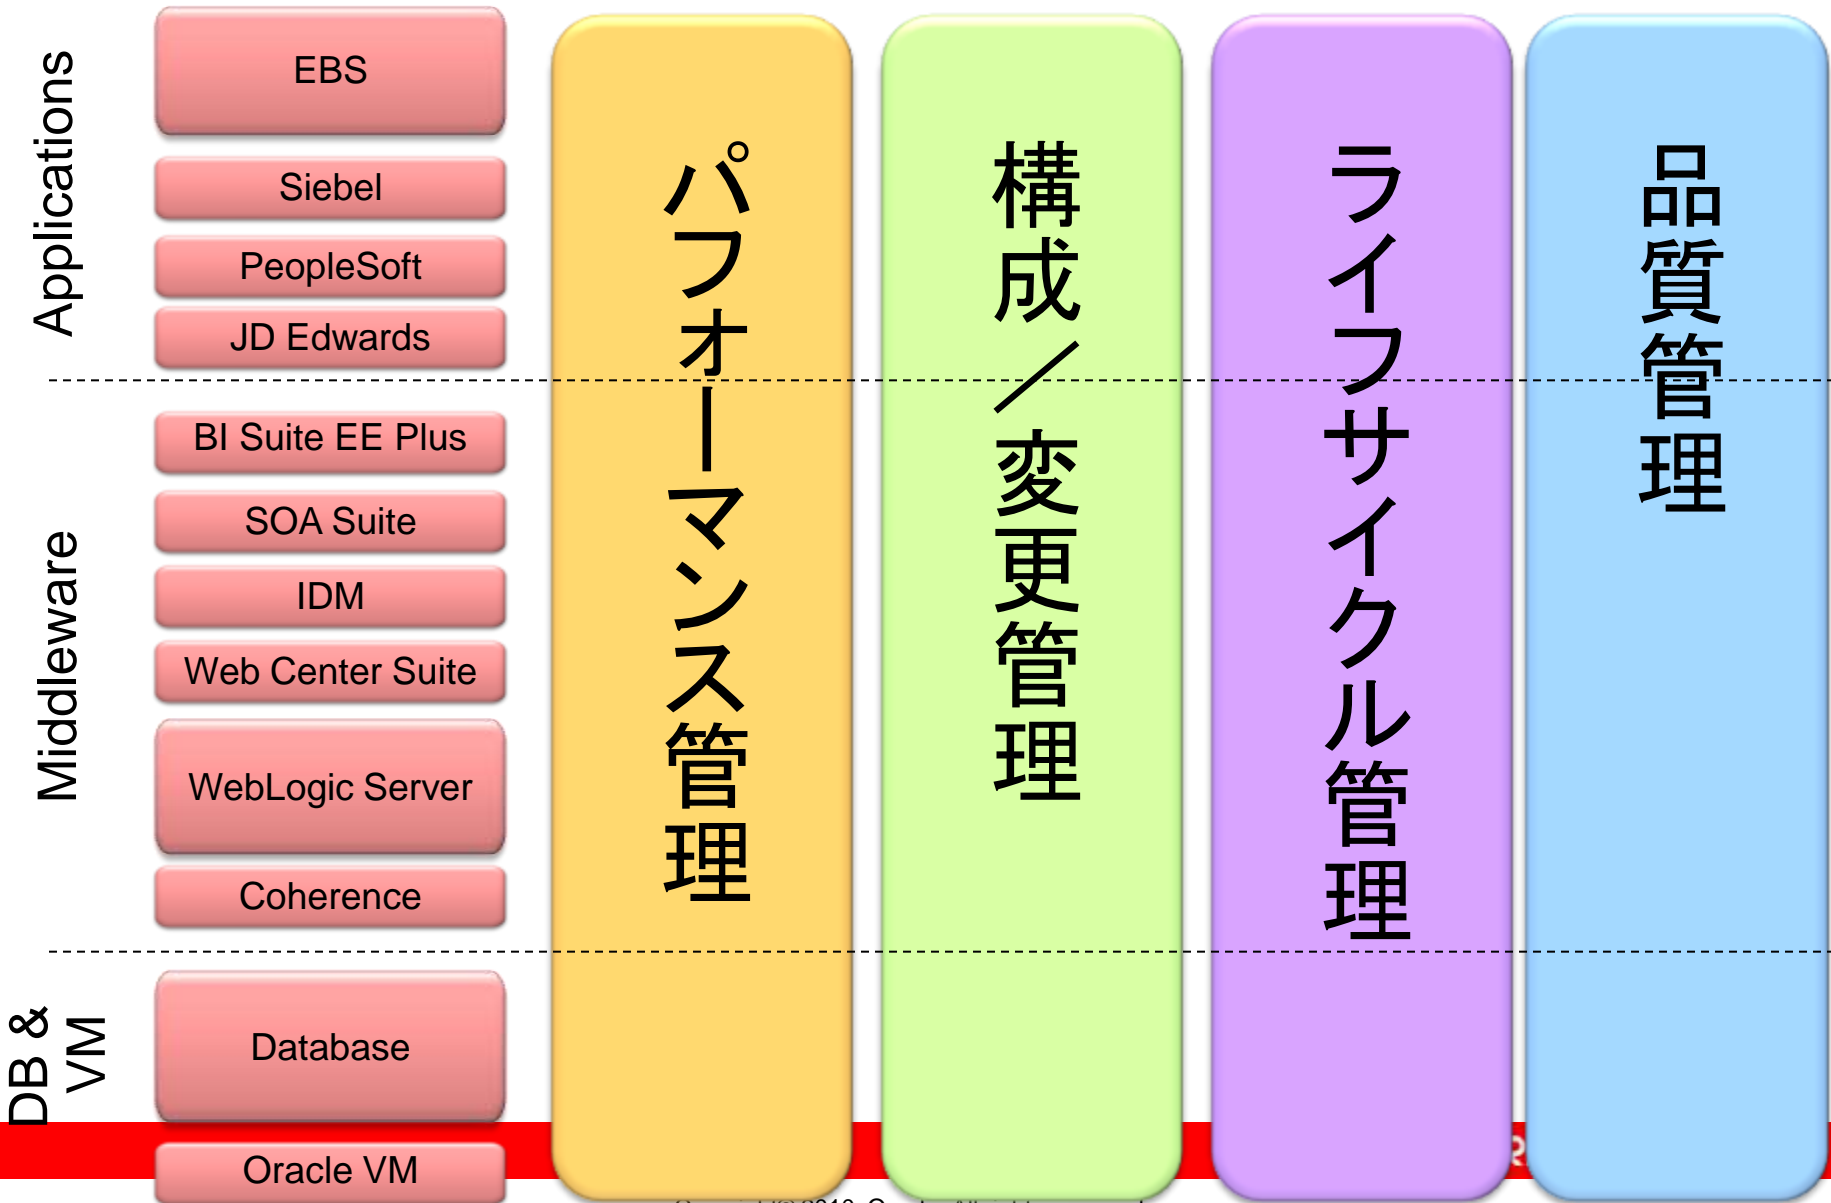 Applications
EBS
Siebel
PeopleSoft
JD Edwards
Middleware
BI Suite EE Plus
SOA Suite
IDM
Web Center Suite
WebLogic Server
Coherence
DB &
VM
Database
Oracle VM
パフォーマンス管理
構成／変更管理
ライフサイクル管理
品質管理